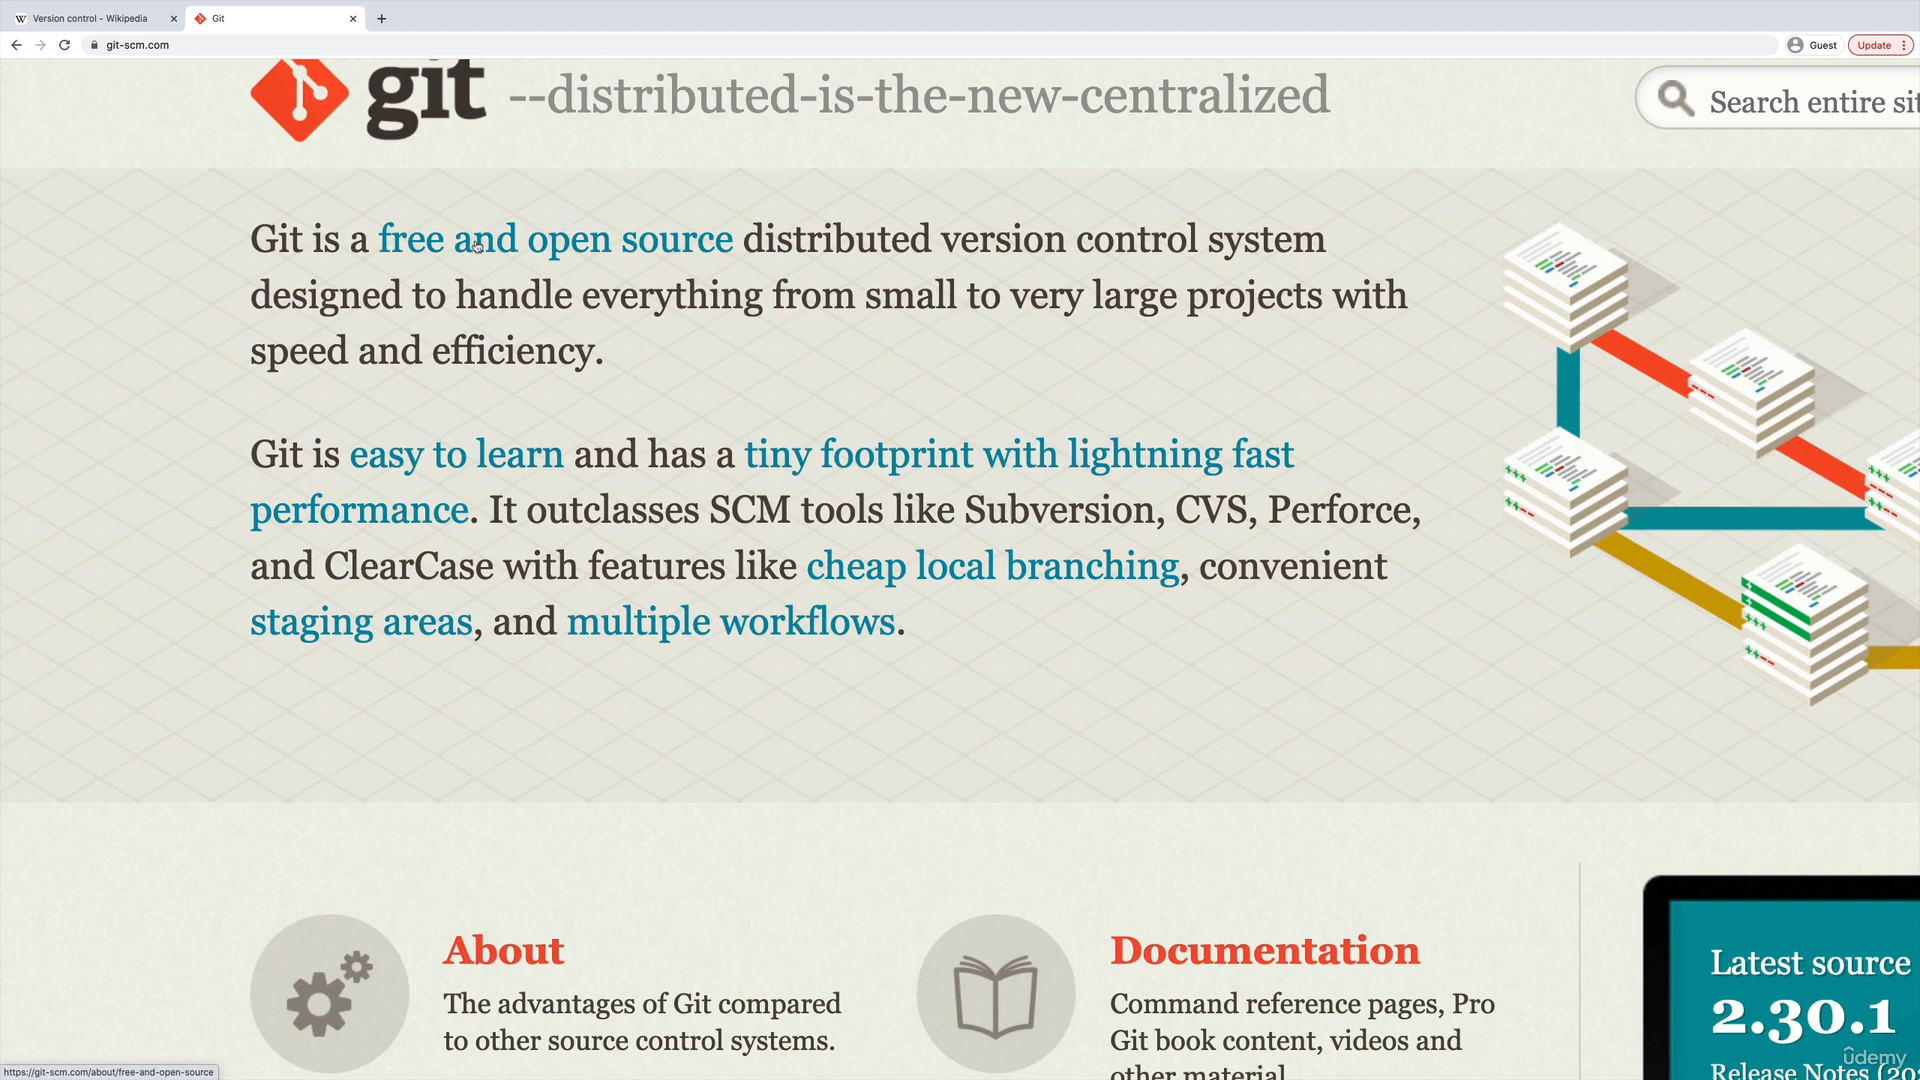 Version control - Wikipedia
Git
git-scm.com
Guest
Update
git --distributed-is-the-new-centralized
Search entire sit
Git is a free and open source distributed version control system
designed to handle everything from small to very large projects with
speed and efficiency.
Git is easy to learn and has a tiny footprint with lightning fast
performance. It outclasses SCM tools like Subversion, CVS, Perforce,
and ClearCase with features like cheap local branching, convenient
staging areas, and multiple workflows.
About
The advantages of Git compared
to other source control systems.
Documentation
Command reference pages, Pro
Git book content, videos and
other material
Latest source
2.30.1
Release Notes (20
udemy
https://git-scm.com/about/free-and-open-source